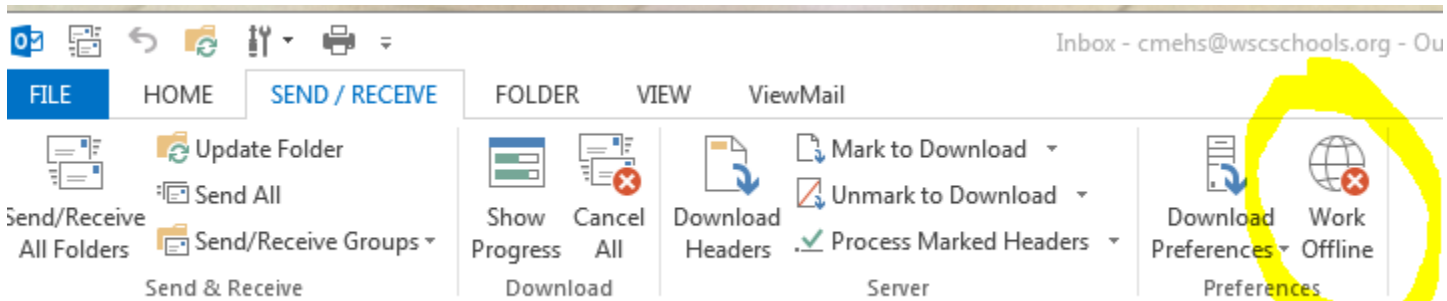 Inbox - cmehs@wscschools.org - Ou
FILE HOME SEND / RECEIVE FOLDER VIEW ViewMail
Send/Receive
All Folders
Update Folder
Send All
Send/Receive Groups
Send & Receive
Show
Progress
Cancel
All
Download
Download
Headers
Mark to Download
Unmark to Download
Process Marked Headers
Server
Download
Preferences
Work
Offline
Preferences